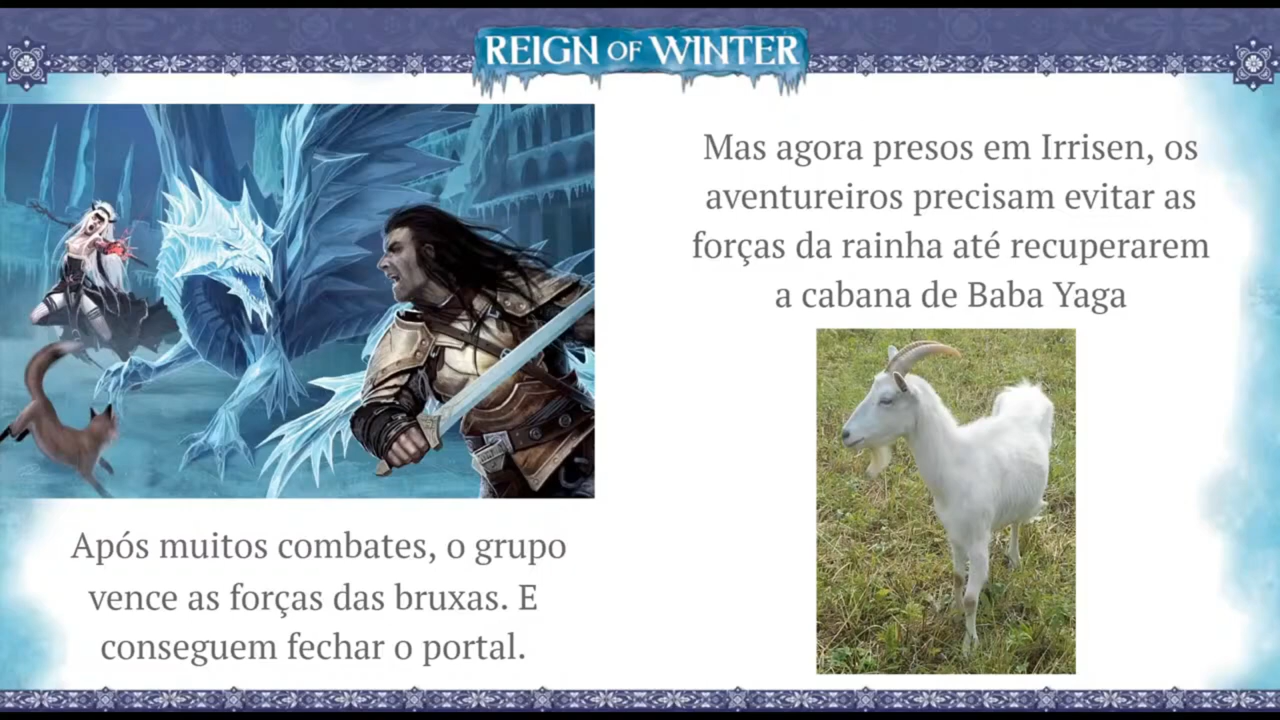 REIGN OF WINTER
Após muitos combates, o grupo
vence as forças das bruxas. E
conseguem fechar o portal.
Mas agora presos em Irrisen, os
aventureiros precisam evitar as
forças da rainha até recuperarem
a cabana de Baba Yaga